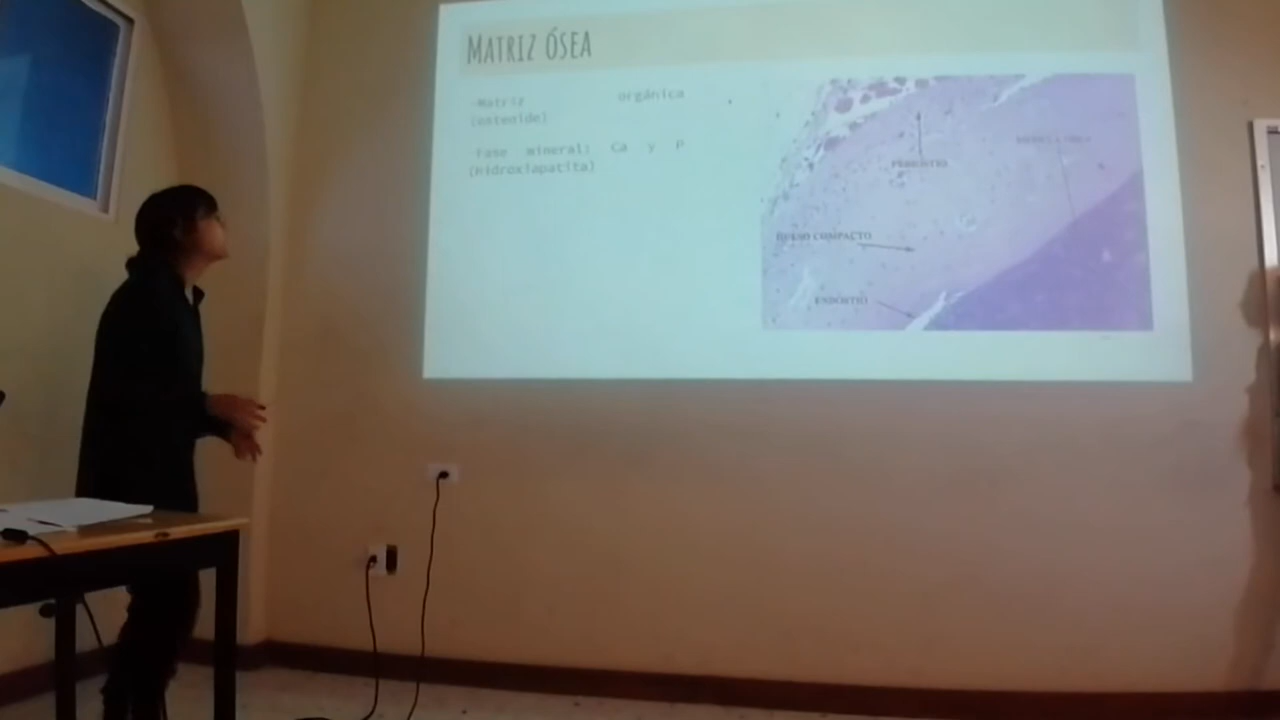 MATRIZ ÓSEA
-Matriz orgánica
(osteoide)
-Fase mineral: Ca y P
(hidroxiapatita)
PERIOSTIO
HUESO COMPACTO
ENDOSTIO